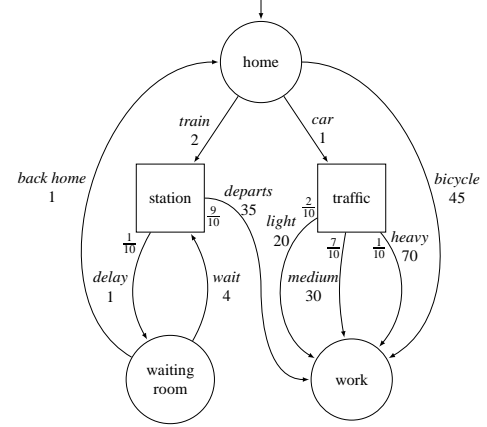 home
train
2
car
1
back home
1
bicycle
45
station
departs
35
9/10
traffic
2/10
light
20
1/10
7/10
1/10
heavy
70
delay
1
wait
4
medium
30
waiting
room
work